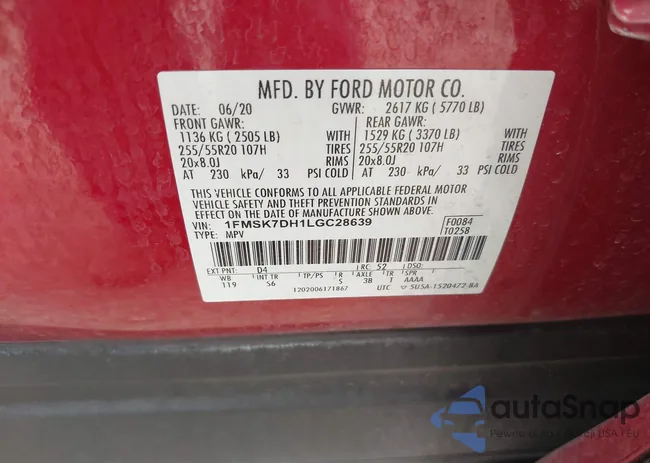 MFD. BY FORD MOTOR CO.
DATE: 06/20 GVWR: 2617 KG ( 5770 LB)
FRONT GAWR: REAR GAWR:
1136 KG ( 2505 LB) WITH 1529 KG ( 3370 LB) WITH
255/55R20 107H TIRES 255/55R20 107H TIRES
20x8.0J RIMS 20x8.0J RIMS
AT 230 kPa/ 33 PSI COLD AT 230 kPa/ 33 PSI COLD
THIS VEHICLE CONFORMS TO ALL APPLICABLE FEDERAL MOTOR
VEHICLE SAFETY AND THEFT PREVENTION STANDARDS IN
EFFECT ON THE DATE OF MANUFACTURE SHOWN ABOVE.
VIN: 1FMSK7DH1LGC28639 F0084
TYPE: MPV T0258
EXT PNT: D4 RC: 52 DSO:
WB INT TR TP/PS R AXLE TR SPR
119 S6 S 3B T AAAA
1202006171867 UTC 5U5A-1520472-BA
autoSnap